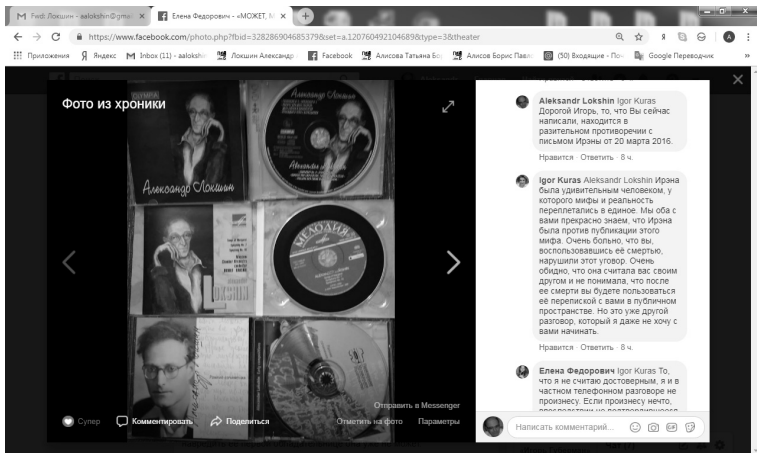 Fwd: Локшин - aalokshin@gmai
Елена Федорович - «МОЖЕТ, М
https://www.facebook.com/photo.php?fbid=328286904685379&set=a.120760492104689&type=3&theater
Приложения
Яндекс
Inbox (11) - aalokshin
Локшин Александр
Facebook
Алисова Татьяна Бо
Алисов Борис Павло
(50) Входящие - Поч
Google Переводчик
Фото из хроники
Александр Локшин
Александр Локшин
Alexander
МЕЛОДИЯ
Отправить в Messenger
Супер
Комментировать
Поделиться
Отметить на фото
Параметры
Aleksandr Lokshin Igor Kuras
Дорогой Игорь, то, что Вы сейчас
написали, находится в
разительном противоречии с
письмом Ирэны от 20 марта 2016.
Нравится · Ответить · 8 ч.
Igor Kuras Aleksandr Lokshin Ирэна
была удивительным человеком, у
которого мифы и реальность
переплетались в единое. Мы оба с
вами прекрасно знаем, что Ирэна
была против публикации этого
мифа. Очень больно, что вы,
воспользовавшись её смертью,
нарушили этот уговор. Очень
обидно, что она считала вас своим
другом и не понимала, что после
ее смерти вы будете пользоваться
её перепиской с вами в публичном
пространстве. Но это уже другой
разговор, который я даже не хочу с
вами начинать.
Нравится · Ответить · 8 ч.
Елена Федорович Igor Kuras То,
что я не считаю достоверным, я и в
частном телефонном разговоре не
произнесу. Если произнесу нечто,
Написать комментарий...
GIF